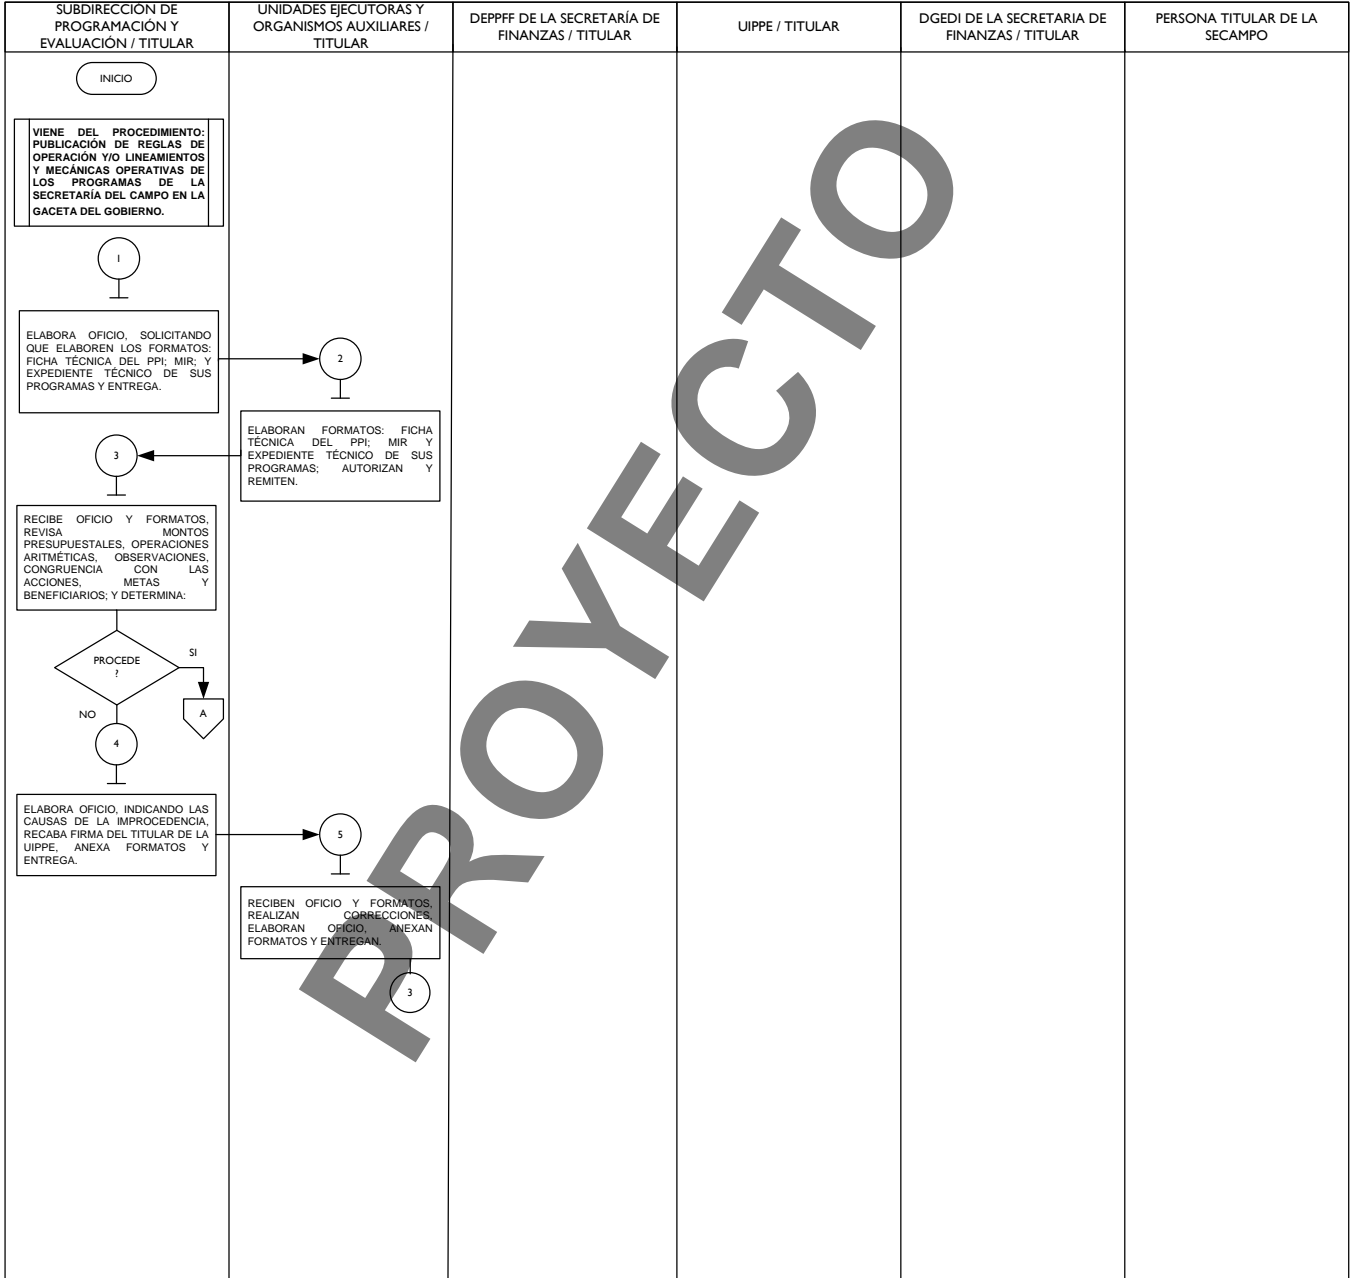 SUBDIRECCIÓN DE
PROGRAMACIÓN Y
EVALUACIÓN / TITULAR
UNIDADES EJECUTORAS Y
ORGANISMOS AUXILIARES /
TITULAR
DEPPFF DE LA SECRETARÍA DE
FINANZAS / TITULAR
UIPPE / TITULAR
DGEDI DE LA SECRETARIA DE
FINANZAS / TITULAR
PERSONA TITULAR DE LA
SECAMPO
INICIO
VIENE DEL PROCEDIMIENTO:
PUBLICACIÓN DE REGLAS DE
OPERACIÓN Y/O LINEAMIENTOS
Y MECÁNICAS OPERATIVAS DE
LOS PROGRAMAS DE LA
SECRETARÍA DEL CAMPO EN LA
GACETA DEL GOBIERNO.
1
ELABORA OFICIO, SOLICITANDO
QUE ELABOREN LOS FORMATOS:
FICHA TÉCNICA DEL PPI; MIR; Y
EXPEDIENTE TÉCNICO DE SUS
PROGRAMAS Y ENTREGA.
2
ELABORAN FORMATOS: FICHA
TÉCNICA DEL PPI; MIR Y
EXPEDIENTE TÉCNICO DE SUS
PROGRAMAS; AUTORIZAN Y
REMITEN.
3
RECIBE OFICIO Y FORMATOS,
REVISA MONTOS
PRESUPUESTALES, OPERACIONES
ARITMÉTICAS, OBSERVACIONES,
CONGRUENCIA CON LAS
ACCIONES, METAS Y
BENEFICIARIOS; Y DETERMINA:
PROCEDE
?
SI
A
NO
4
ELABORA OFICIO, INDICANDO LAS
CAUSAS DE LA IMPROCEDENCIA,
RECABA FIRMA DEL TITULAR DE LA
UIPPE, ANEXA FORMATOS Y
ENTREGA.
5
RECIBEN OFICIO Y FORMATOS,
REALIZAN CORRECCIONES,
ELABORAN OFICIO, ANEXAN
FORMATOS Y ENTREGAN.
3
PROYECTO